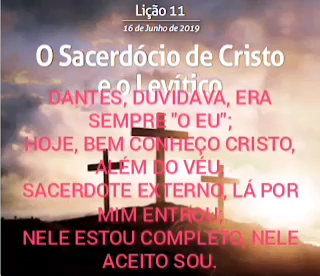 Lição 11
16 de Junho de 2019
O Sacerdócio de Cristo
e o Levítico
DANTES, DUVIDAVA, ERA
SEMPRE "O EU";
HOJE, BEM CONHEÇO CRISTO,
ALÉM DO VÉU,
SACERDOTE EXTERNO, LÁ POR
MIM ENTROU;
NELE ESTOU COMPLETO, NELE
ACEITO SOU.